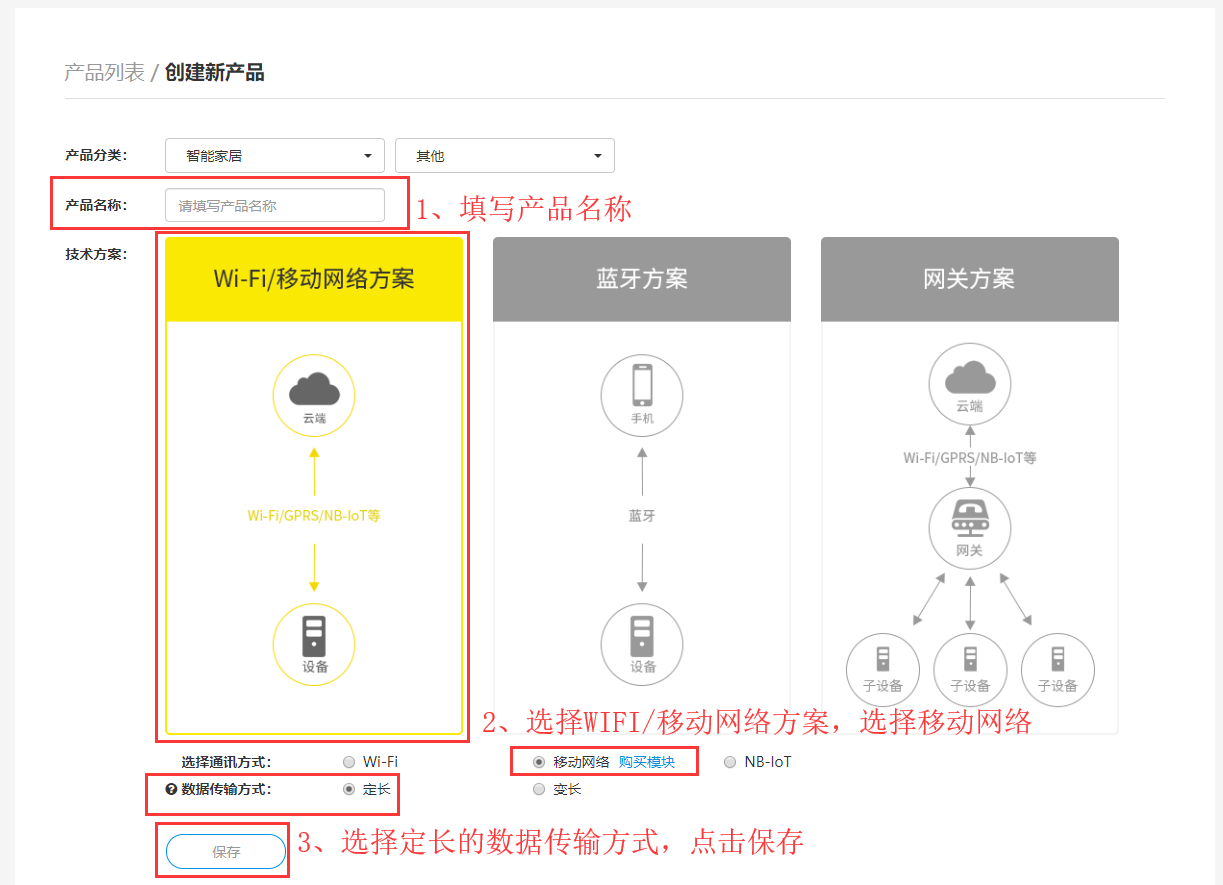 产品列表 / 创建新产品
产品分类： 智能家居 其他
产品名称： 请填写产品名称 1、填写产品名称
技术方案：
Wi-Fi/移动网络方案 蓝牙方案 网关方案
云端 手机 云端
Wi-Fi/GPRS/NB-IoT等
Wi-Fi/GPRS/NB-IoT等 蓝牙
网关
设备 设备 子设备 子设备 子设备
2、选择WIFI/移动网络方案，选择移动网络
选择通讯方式： Wi-Fi 移动网络 购买模块 NB-IoT
? 数据传输方式： 定长 变长
保存 3、选择定长的数据传输方式，点击保存